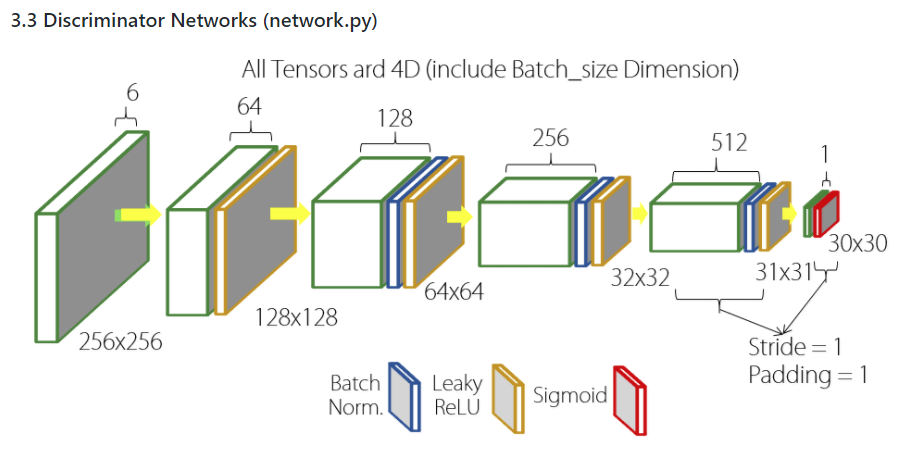 3.3 Discriminator Networks (network.py)
All Tensors ard 4D (include Batch_size Dimension)
6
64
128
256
512
1
256x256
128x128
64x64
32x32
31x31
30x30
Stride = 1
Padding = 1
Batch
Norm.
Leaky
ReLU
Sigmoid